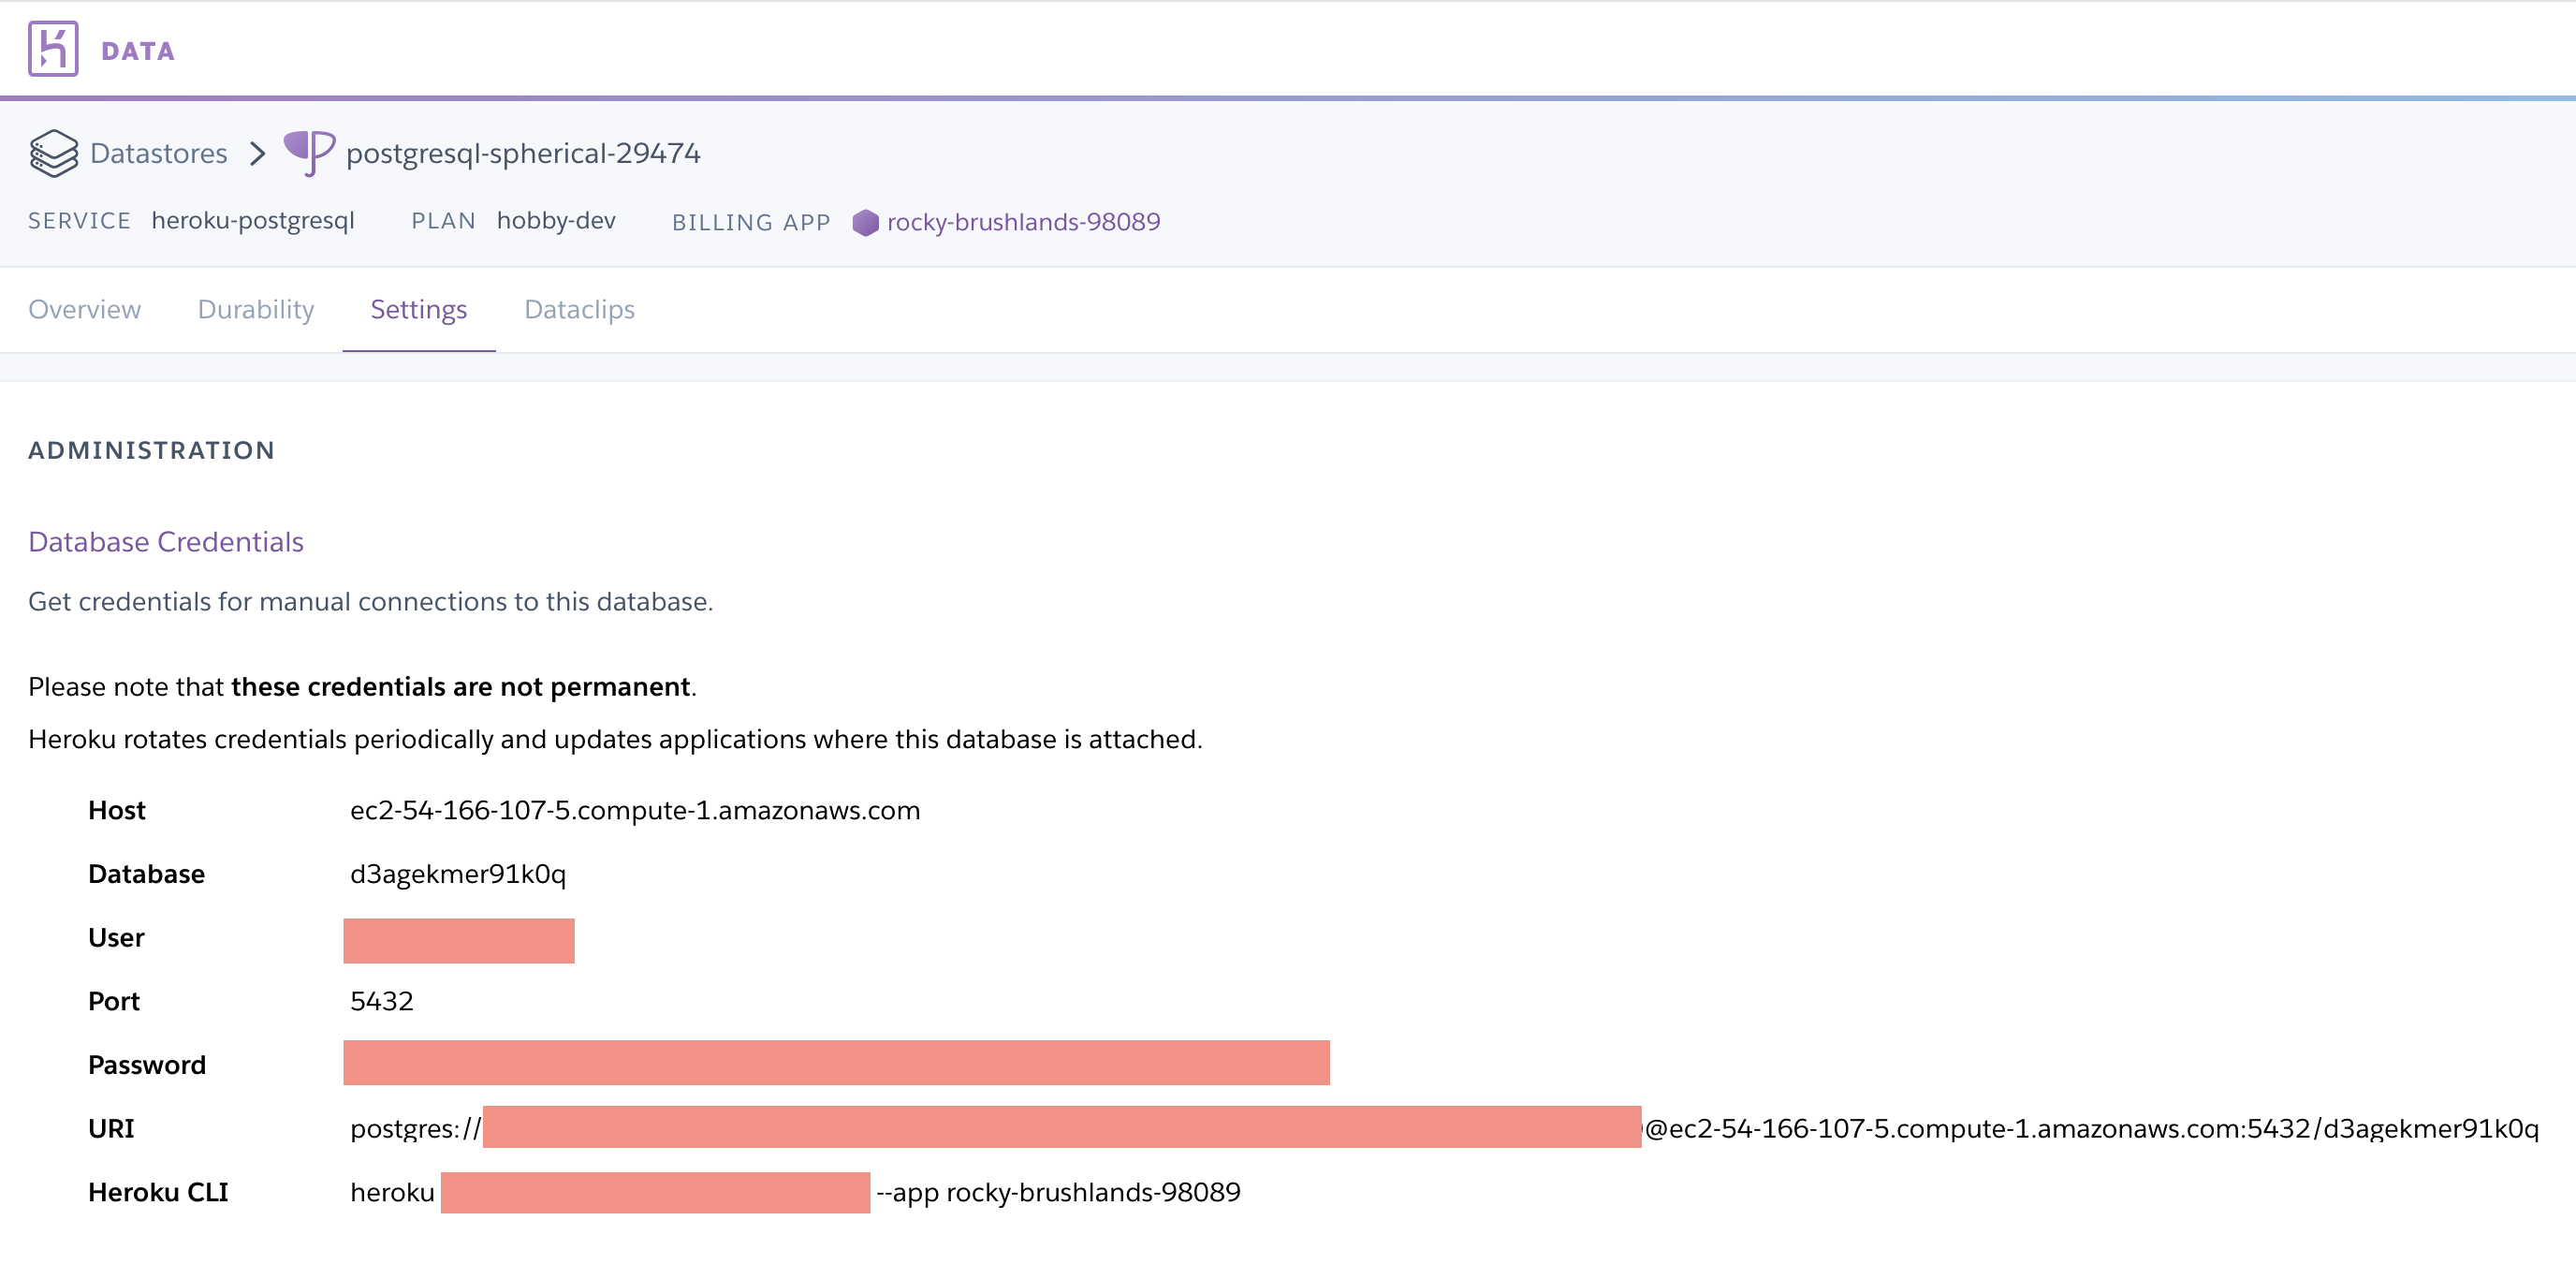 DATA
Datastores > postgresql-spherical-29474
SERVICE heroku-postgresql PLAN hobby-dev BILLING APP rocky-brushlands-98089
Overview Durability Settings Dataclips
ADMINISTRATION
Database Credentials
Get credentials for manual connections to this database.
Please note that these credentials are not permanent.
Heroku rotates credentials periodically and updates applications where this database is attached.
Host ec2-54-166-107-5.compute-1.amazonaws.com
Database d3agekmer91k0q
User
Port 5432
Password
URI postgres:// @ec2-54-166-107-5.compute-1.amazonaws.com:5432/d3agekmer91k0q
Heroku CLI heroku --app rocky-brushlands-98089